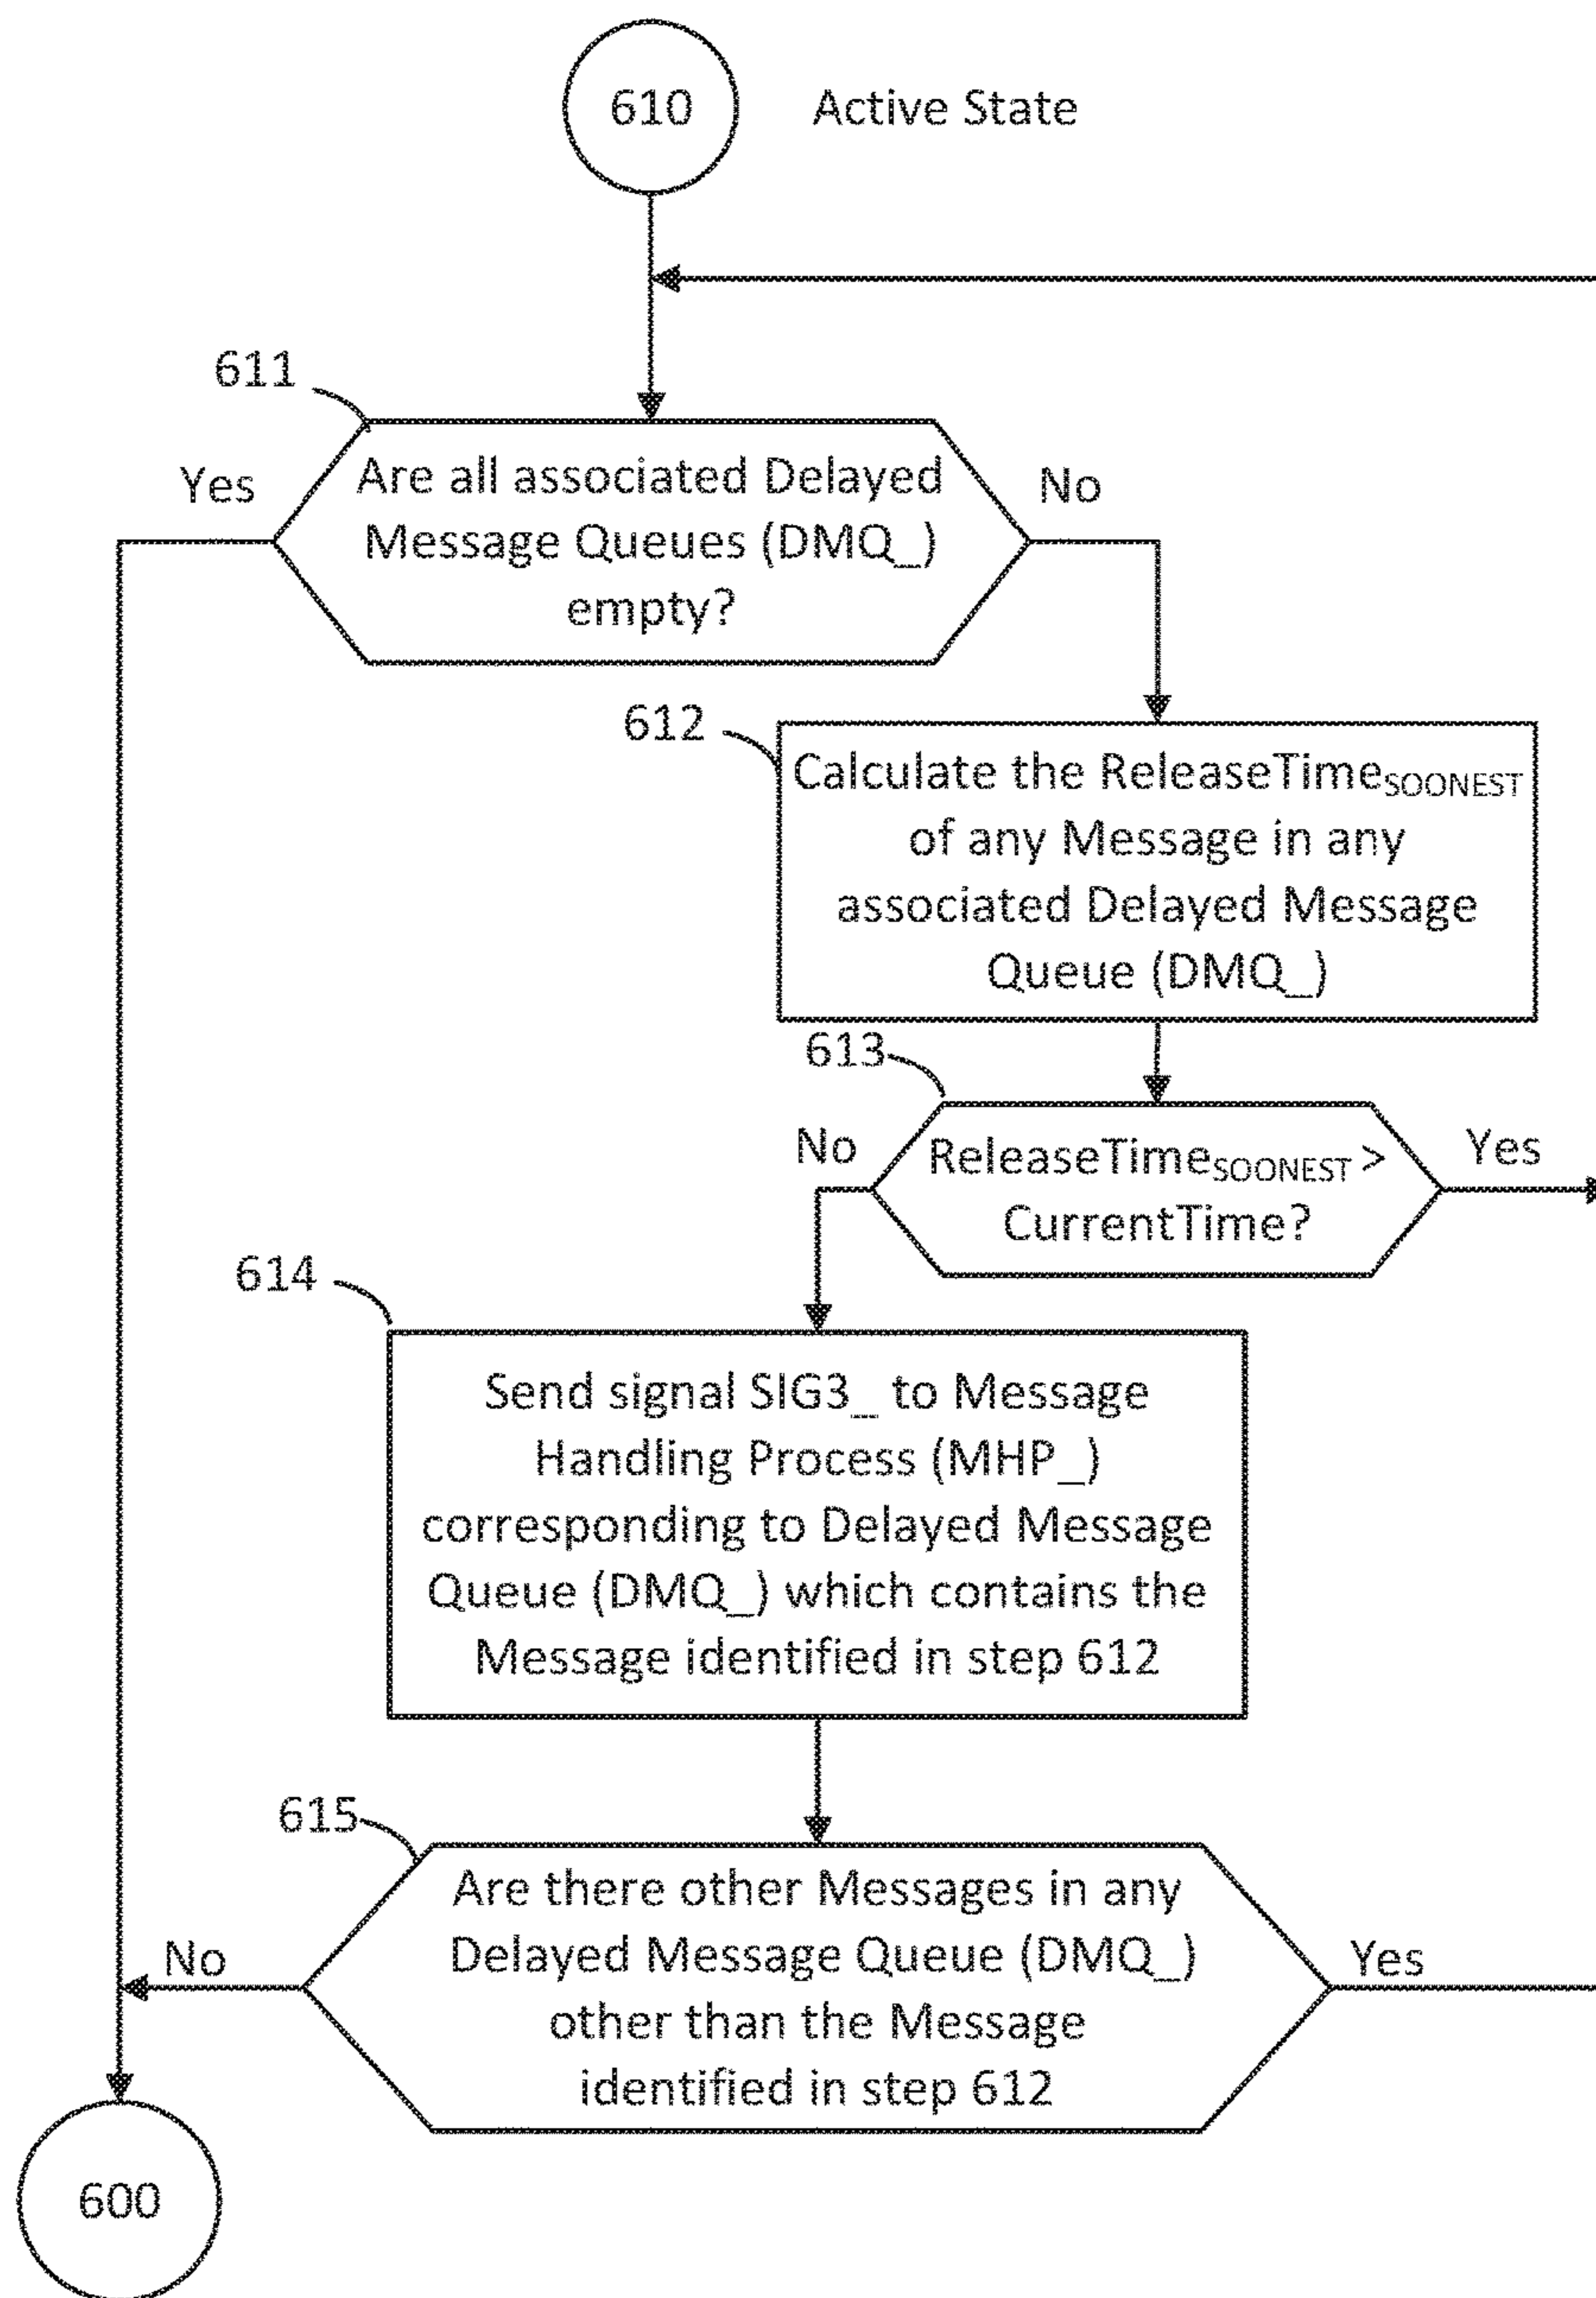 610
Active State
611
Yes
Are all associated Delayed
Message Queues (DMQ_)
empty?
No
612
Calculate the ReleaseTimeSOONEST
of any Message in any
associated Delayed Message
Queue (DMQ_)
613
No
ReleaseTimeSOONEST >
CurrentTime?
Yes
614
Send signal SIG3_ to Message
Handling Process (MHP_)
corresponding to Delayed Message
Queue (DMQ_) which contains the
Message identified in step 612
615
No
Are there other Messages in any
Delayed Message Queue (DMQ_)
other than the Message
identified in step 612
Yes
600